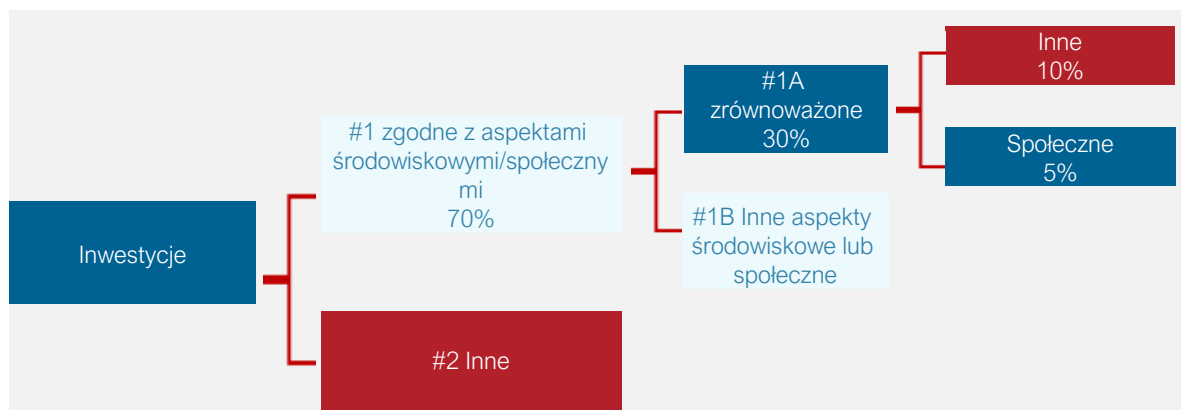 Inwestycje
#1 zgodne z aspektami
środowiskowymi/społeczny
mi
70%
#2 Inne
#1A
zrównoważone
30%
#1B Inne aspekty
środowiskowe lub
społeczne
Inne
10%
Społeczne
5%